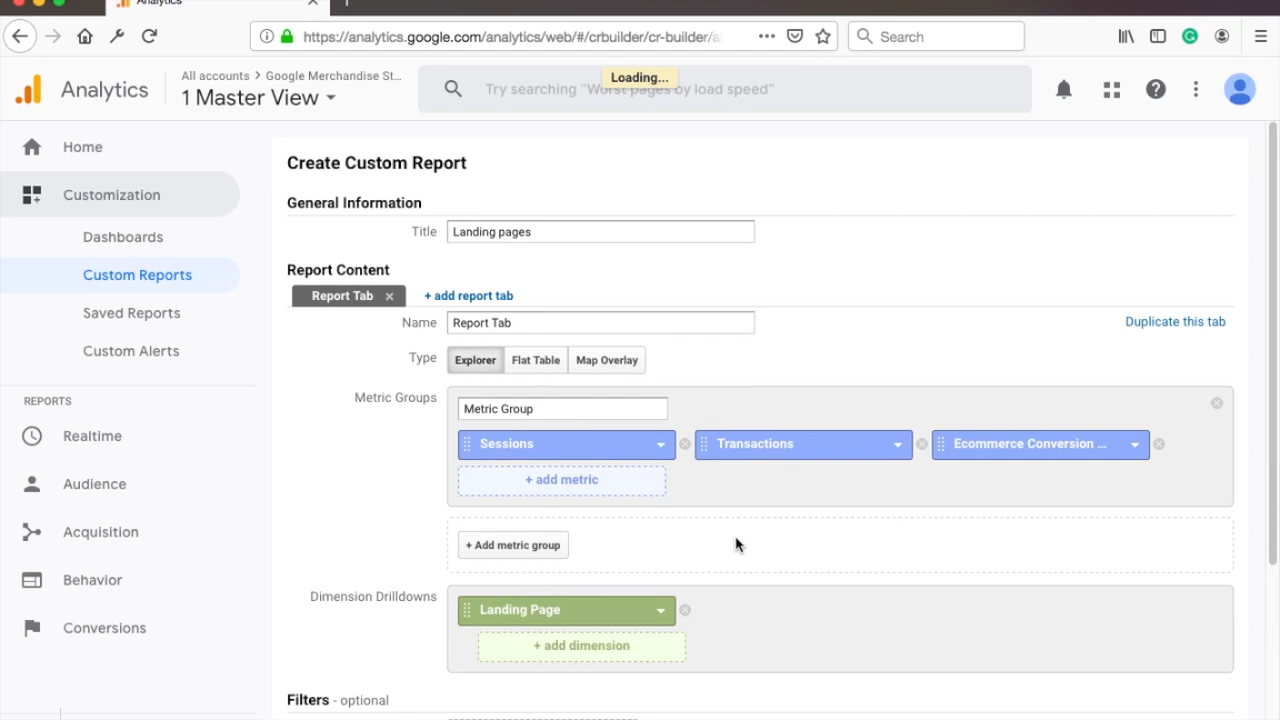 Analytics
https://analytics.google.com/analytics/web/#/crbuilder/cr-builder/a
Search
Loading...
Analytics
All accounts > Google Merchandise St...
1 Master View
Try searching "Worst pages by load speed"
Home
Customization
Dashboards
Custom Reports
Saved Reports
Custom Alerts
REPORTS
Realtime
Audience
Acquisition
Behavior
Conversions
Create Custom Report
General Information
Title Landing pages
Report Content
Report Tab + add report tab
Name Report Tab Duplicate this tab
Type Explorer Flat Table Map Overlay
Metric Groups
Metric Group
Sessions Transactions Ecommerce Conversion ...
+ add metric
+ Add metric group
Dimension Drilldowns
Landing Page
+ add dimension
Filters - optional